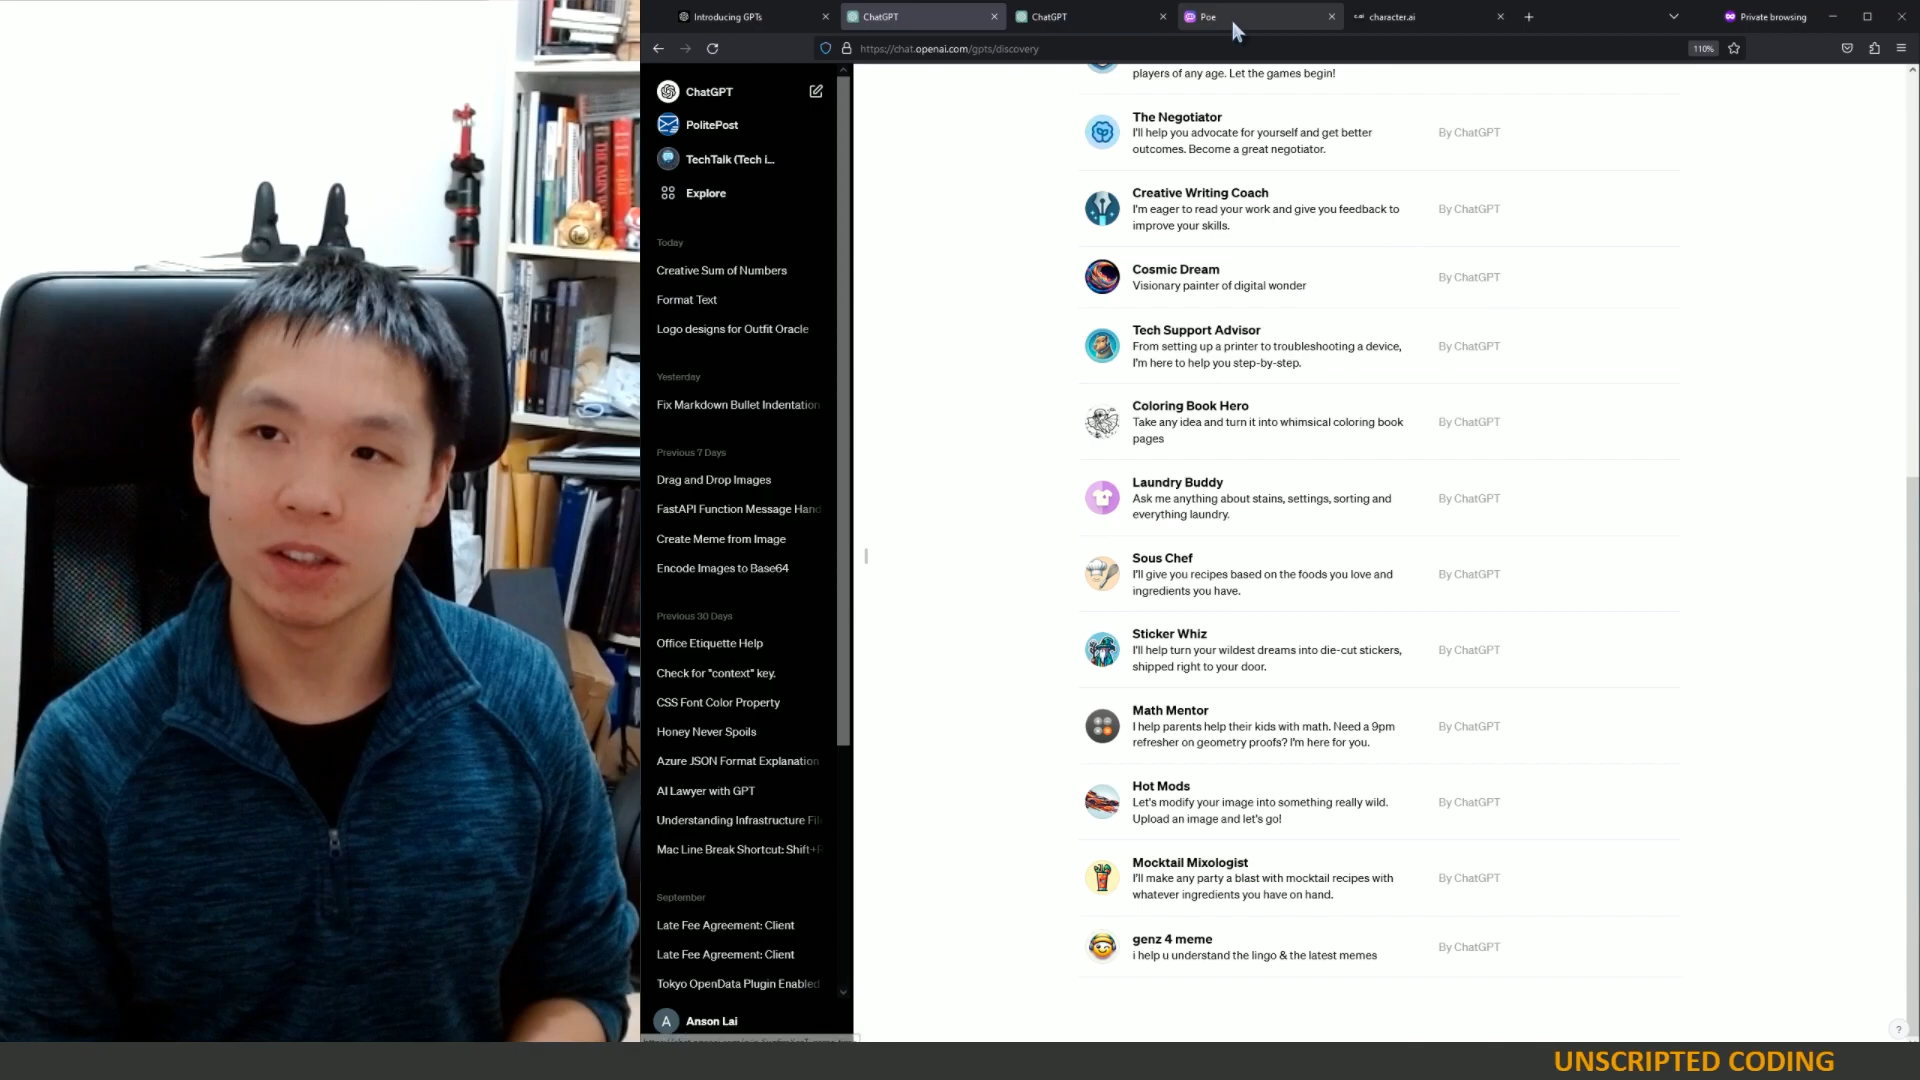 Introducing GPTs
ChatGPT
ChatGPT
Poe
character.ai
Private browsing
https://chat.openai.com/gpts/discovery
110%
ChatGPT
PolitePost
TechTalk (Tech i...
Explore
Today
Creative Sum of Numbers
Format Text
Logo designs for Outfit Oracle
Yesterday
Fix Markdown Bullet Indentation
Previous 7 Days
Drag and Drop Images
FastAPI Function Message Hand
Create Meme from Image
Encode Images to Base64
Previous 30 Days
Office Etiquette Help
Check for "context" key.
CSS Font Color Property
Honey Never Spoils
Azure JSON Format Explanation
AI Lawyer with GPT
Understanding Infrastructure Fil
Mac Line Break Shortcut: Shift+R
September
Late Fee Agreement: Client
Late Fee Agreement: Client
Tokyo OpenData Plugin Enabled
A Anson Lai
players of any age. Let the games begin!
The Negotiator
I'll help you advocate for yourself and get better
outcomes. Become a great negotiator.
By ChatGPT
Creative Writing Coach
I'm eager to read your work and give you feedback to
improve your skills.
By ChatGPT
Cosmic Dream
Visionary painter of digital wonder
By ChatGPT
Tech Support Advisor
From setting up a printer to troubleshooting a device,
I'm here to help you step-by-step.
By ChatGPT
Coloring Book Hero
Take any idea and turn it into whimsical coloring book
pages
By ChatGPT
Laundry Buddy
Ask me anything about stains, settings, sorting and
everything laundry.
By ChatGPT
Sous Chef
I'll give you recipes based on the foods you love and
ingredients you have.
By ChatGPT
Sticker Whiz
I'll help turn your wildest dreams into die-cut stickers,
shipped right to your door.
By ChatGPT
Math Mentor
I help parents help their kids with math. Need a 9pm
refresher on geometry proofs? I'm here for you.
By ChatGPT
Hot Mods
Let's modify your image into something really wild.
Upload an image and let's go!
By ChatGPT
Mocktail Mixologist
I'll make any party a blast with mocktail recipes with
whatever ingredients you have on hand.
By ChatGPT
genz 4 meme
i help u understand the lingo & the latest memes
By ChatGPT
?
UNSCRIPTED CODING